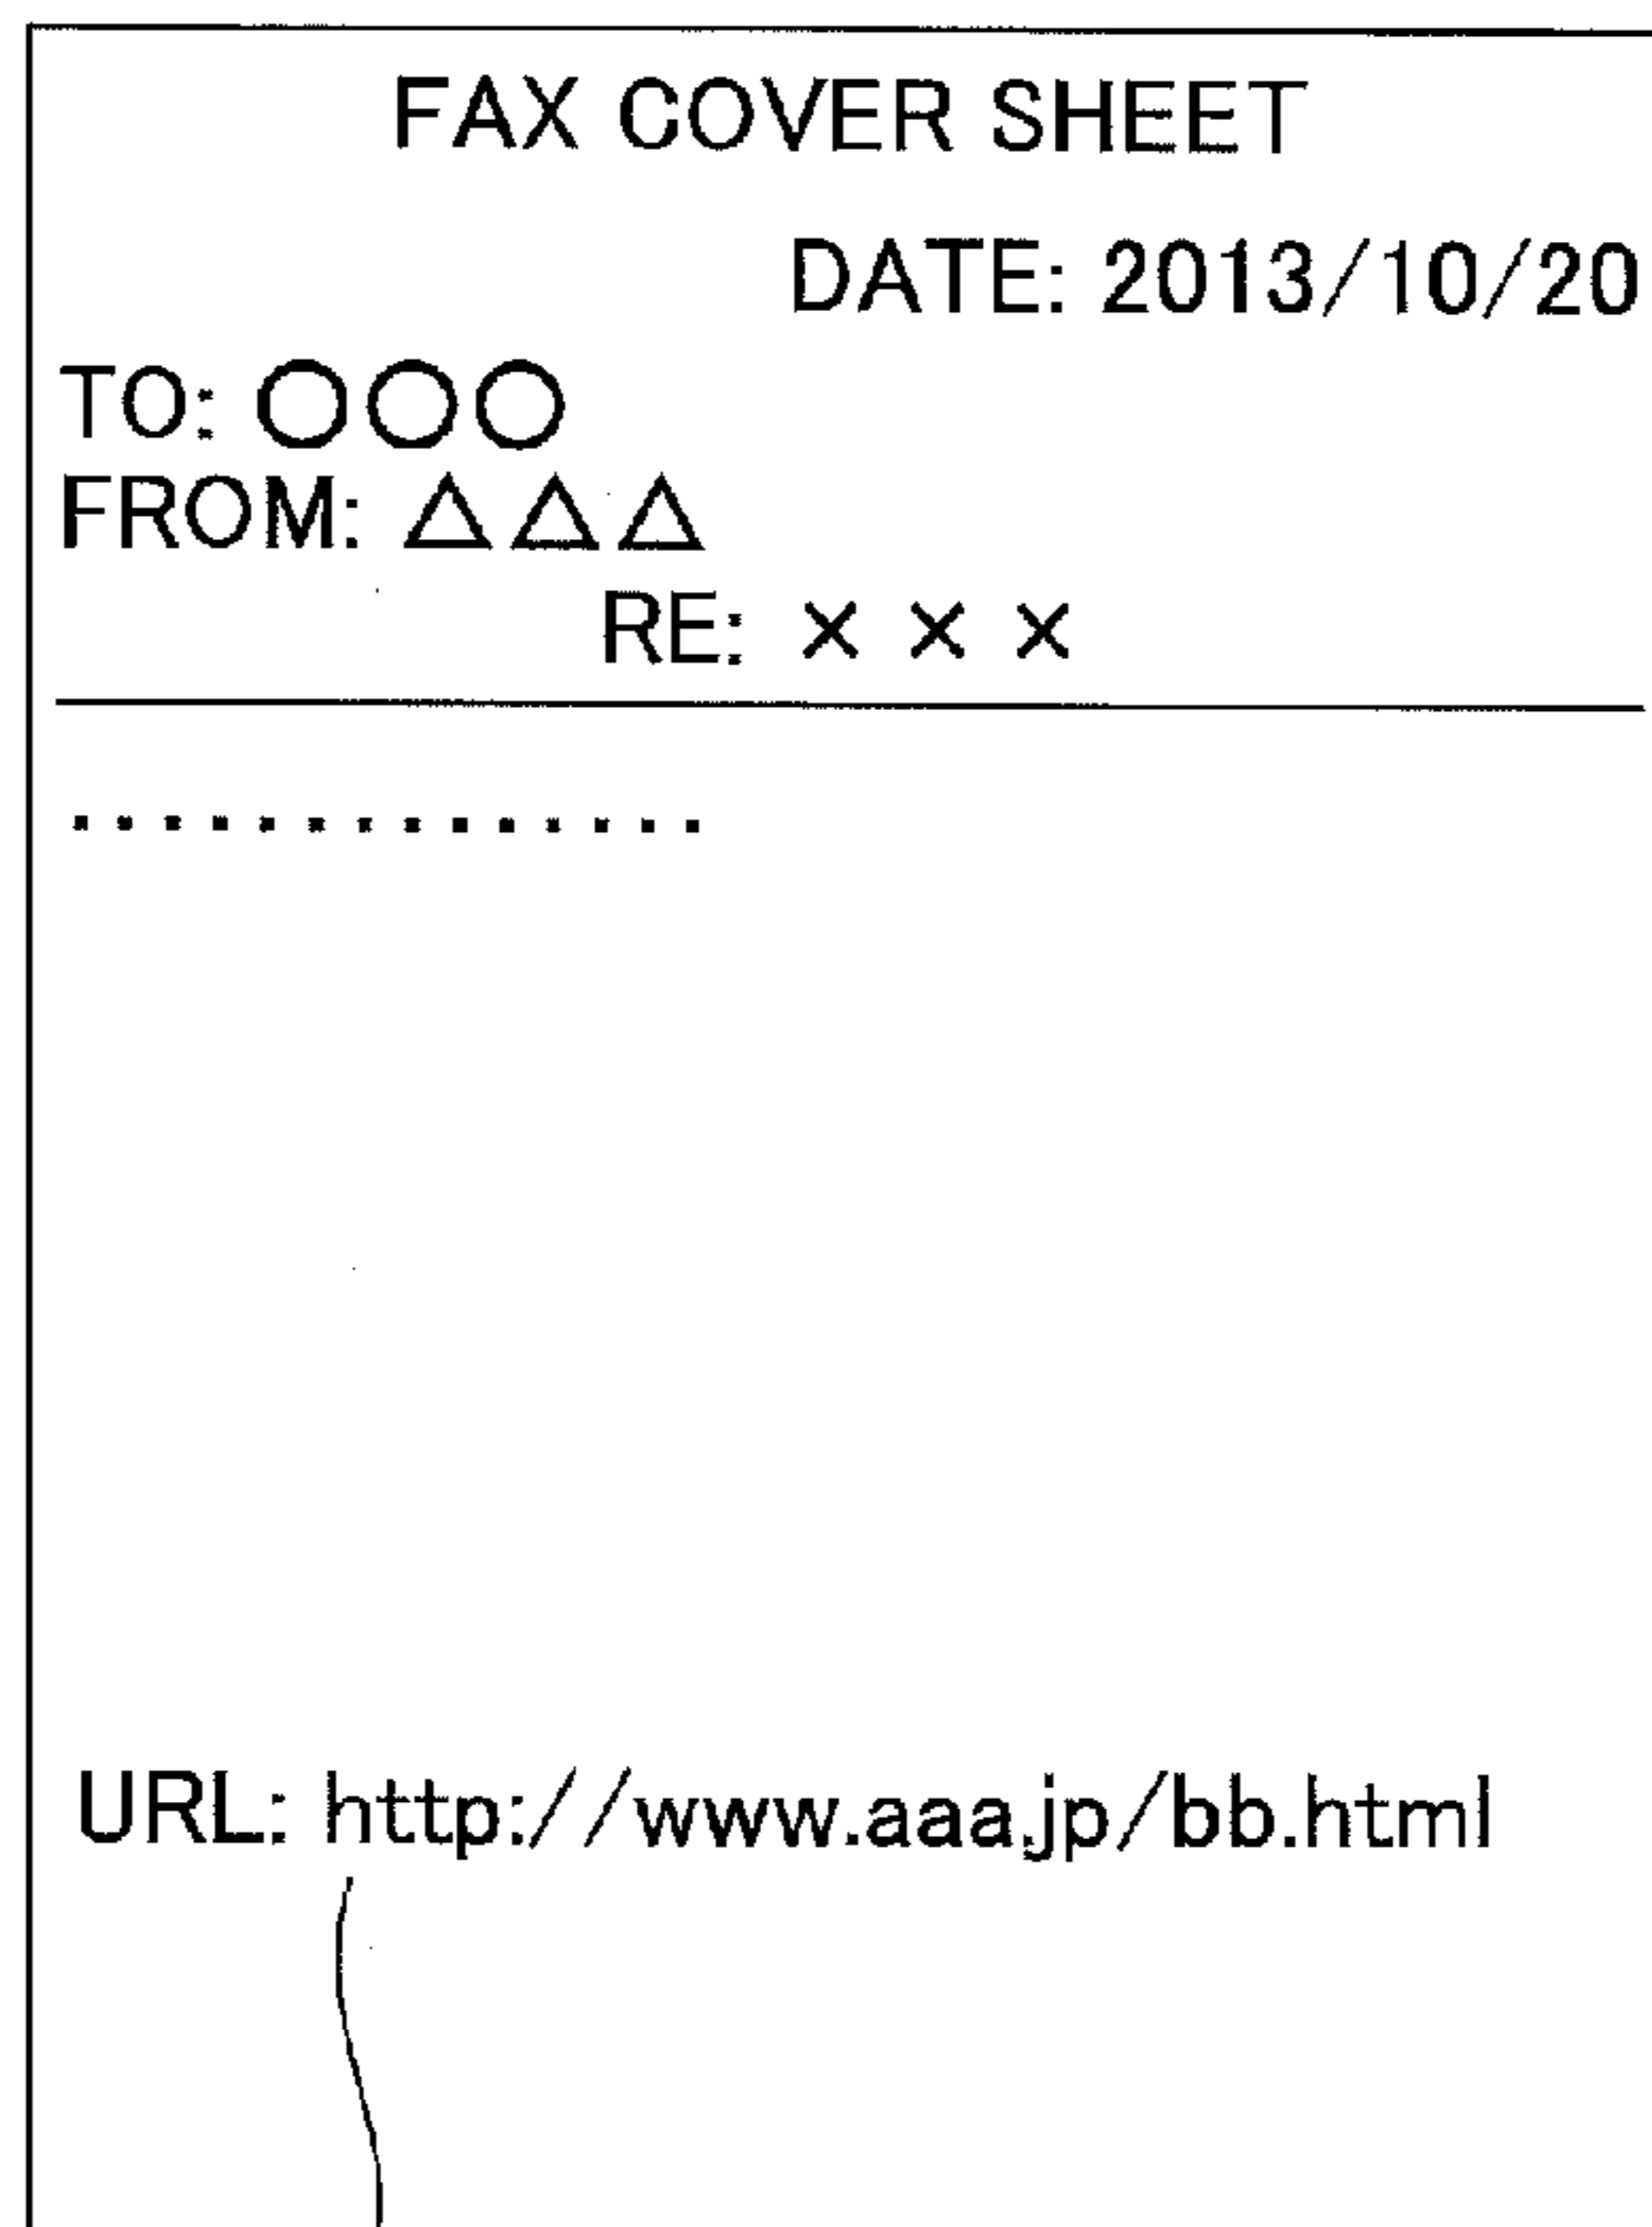 FAX COVER SHEET
DATE: 2013/10/20
TO: ○○○
FROM: △△△
RE: × × ×
· · · · · · · · · · · · · ·
URL: http://www.aaa.jp/bb.html